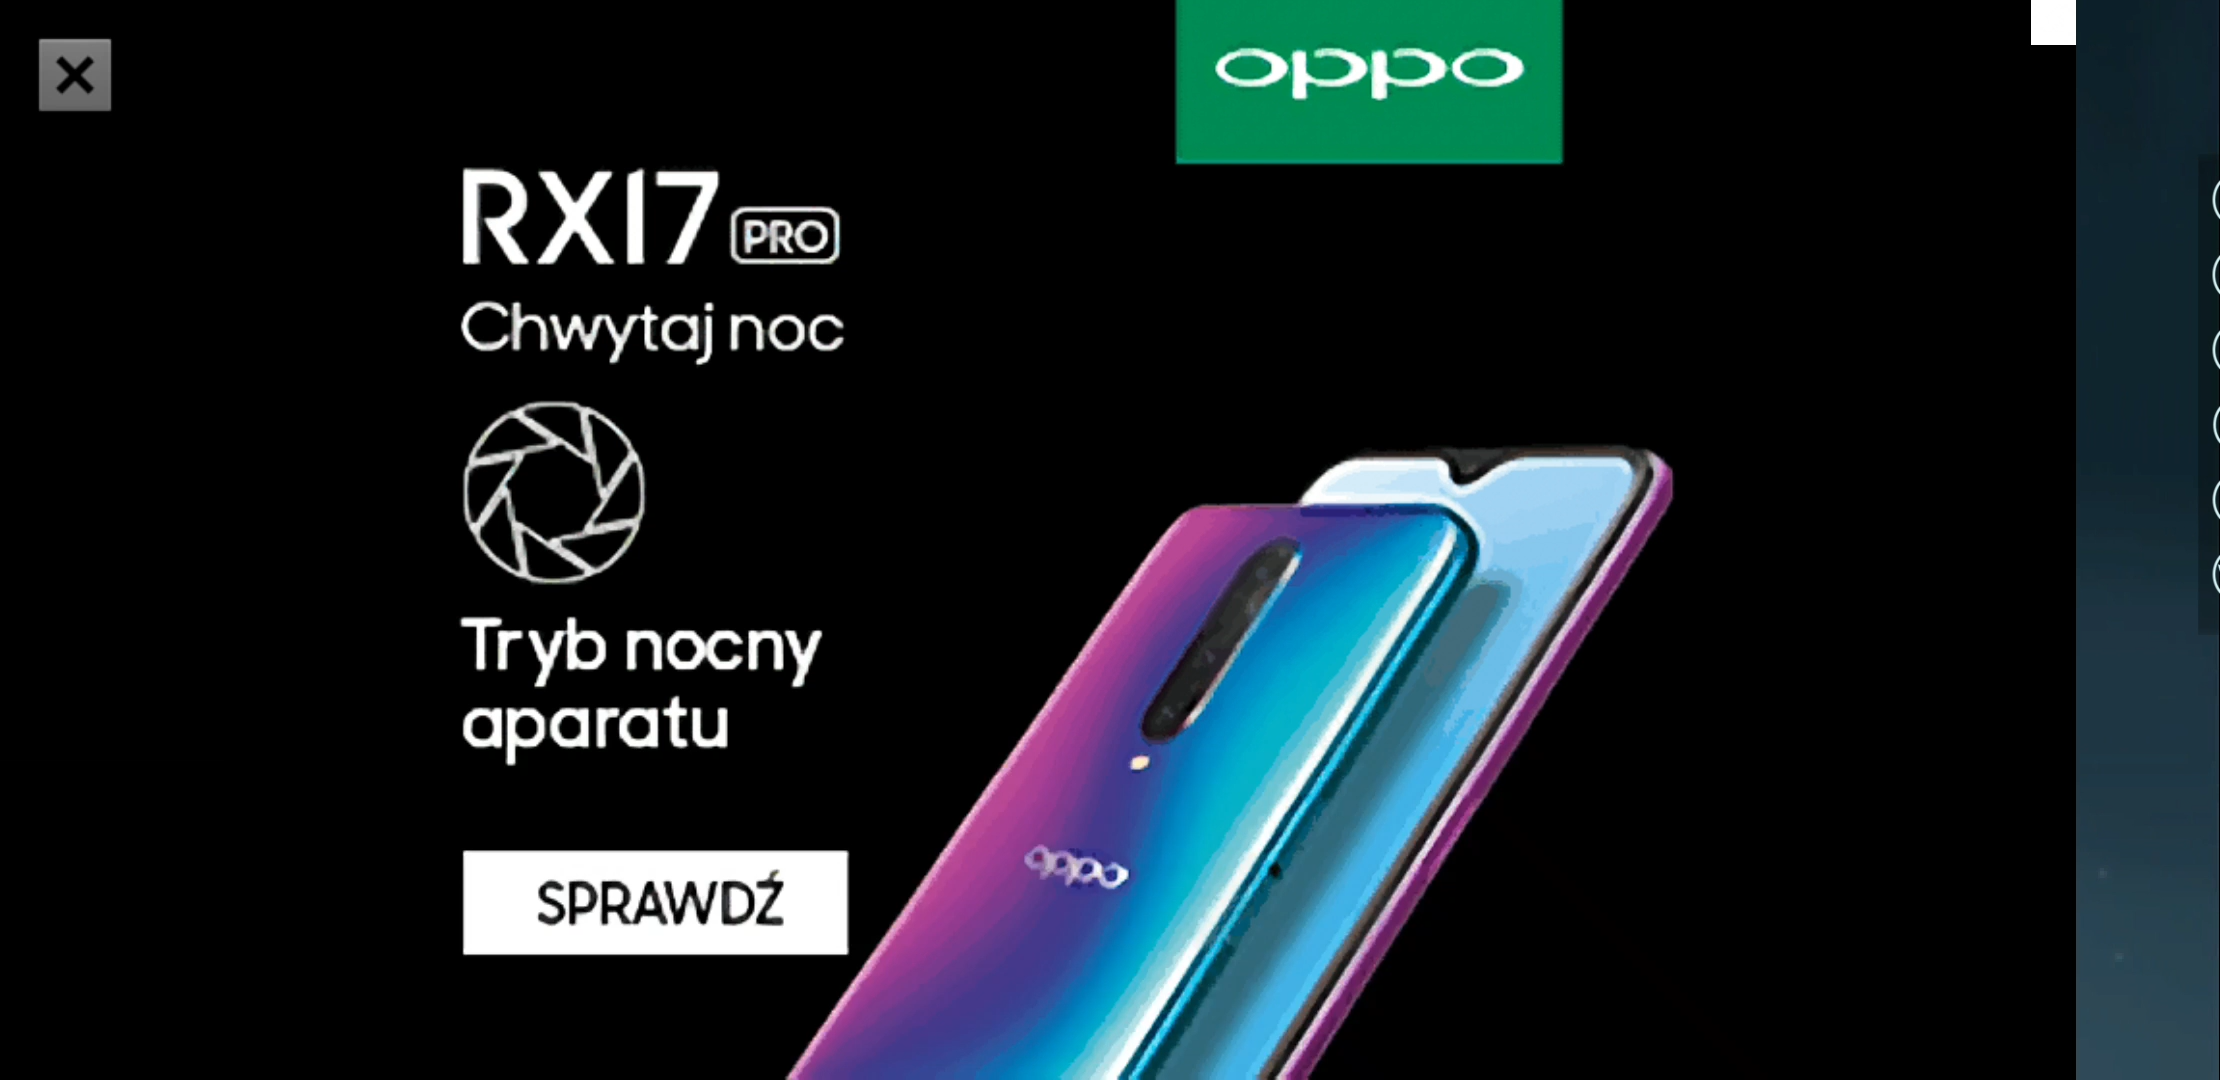 oppo
RX17 PRO
Chwytaj noc
Tryb nocny
aparatu
oppo
SPRAWDŹ